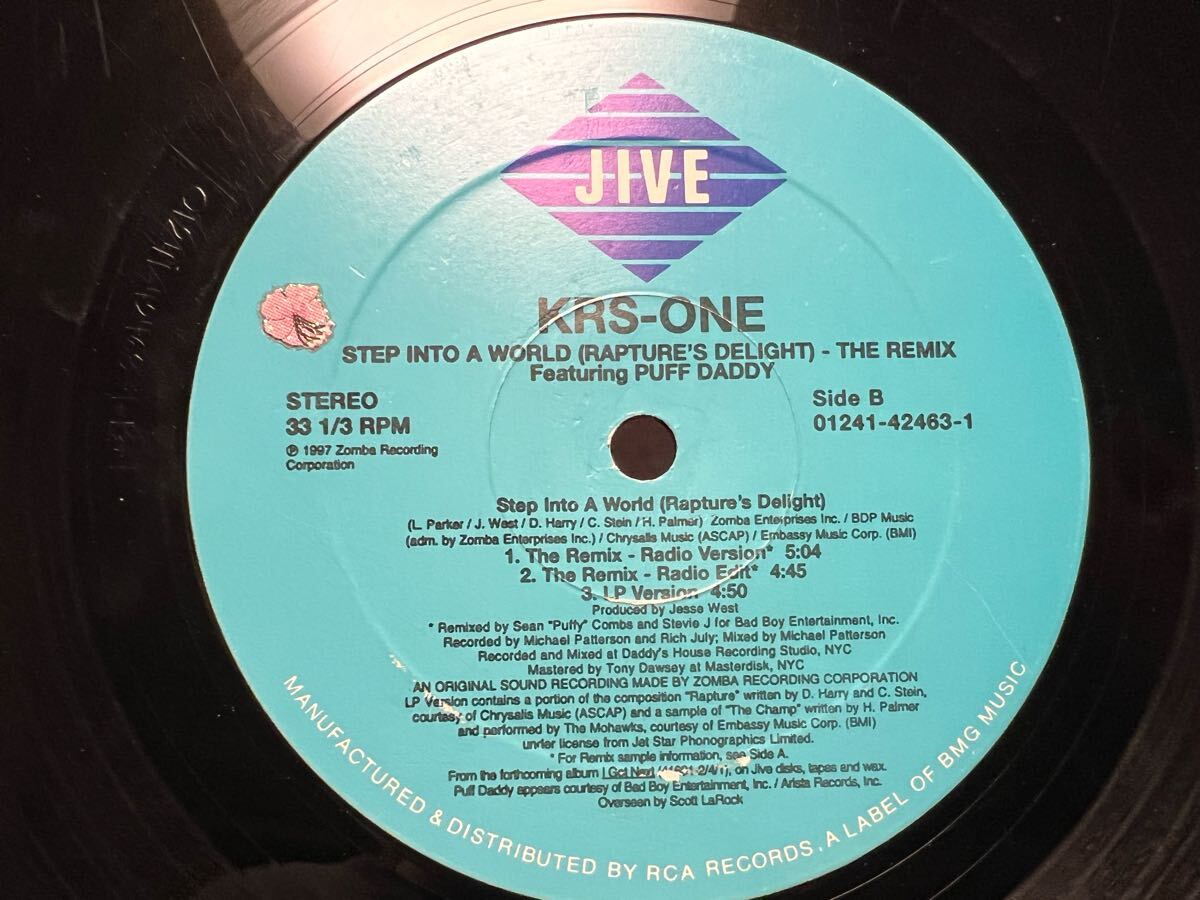 JIVE
KRS-ONE
STEP INTO A WORLD (RAPTURE'S DELIGHT) - THE REMIX
Featuring PUFF DADDY
STEREO
33 1/3 RPM
℗ 1997 Zomba Recording
Corporation
Side B
01241-42463-1
Step Into A World (Rapture's Delight)
(L. Parker / J. West / D. Harry / C. Stein / H. Palmer) Zomba Enterprises Inc. / BDP Music
(adm. by Zomba Enterprises Inc.) / Chrysalis Music (ASCAP) / Embassy Music Corp. (BMI)
1. The Remix - Radio Version* 5:04
2. The Remix - Radio Edit* 4:45
3. LP Version 4:50
Produced by Jesse West
* Remixed by Sean "Puffy" Combs and Stevie J for Bad Boy Entertainment, Inc.
Recorded by Michael Patterson and Rich July; Mixed by Michael Patterson
Recorded and Mixed at Daddy's House Recording Studio, NYC
Mastered by Tony Dawsey at Masterdisk, NYC
AN ORIGINAL SOUND RECORDING MADE BY ZOMBA RECORDING CORPORATION
LP Version contains a portion of the composition "Rapture" written by D. Harry and C. Stein,
courtesy of Chrysalis Music (ASCAP) and a sample of "The Champ" written by H. Palmer
and performed by The Mohawks, courtesy of Embassy Music Corp. (BMI)
under license from Jet Star Phonographics Limited.
* For Remix sample information, see Side A.
From the forthcoming album I Got Next (41601-2/4/1), on Jive disks, tapes and wax.
Puff Daddy appears courtesy of Bad Boy Entertainment, Inc. / Arista Records, Inc.
Overseen by Scott LaRock
MANUFACTURED & DISTRIBUTED BY RCA RECORDS, A LABEL OF BMG MUSIC